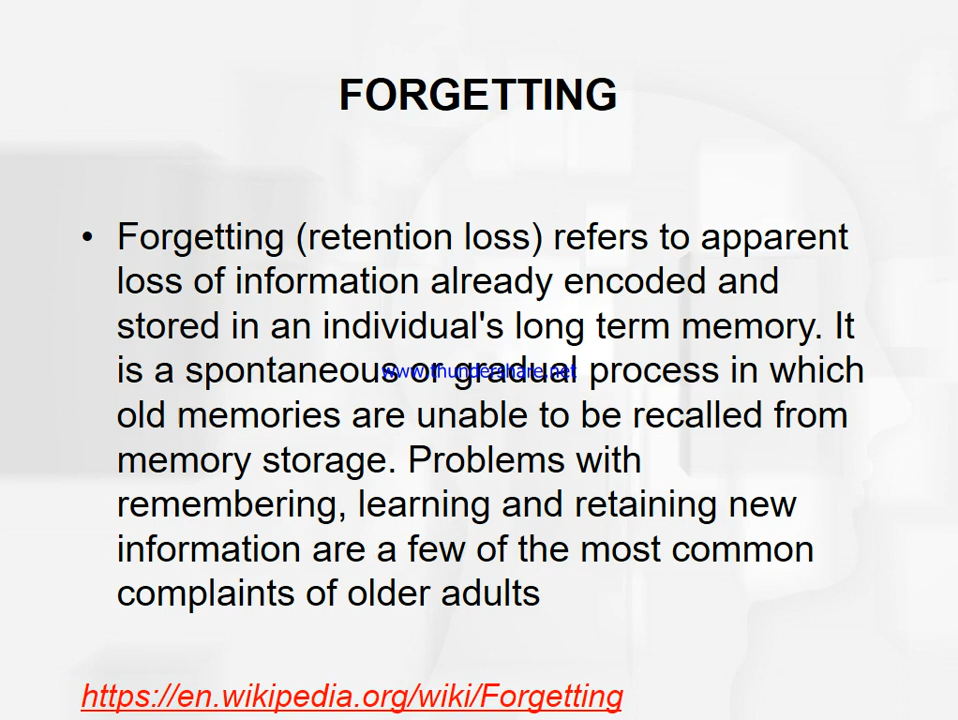 FORGETTING
• Forgetting (retention loss) refers to apparent
loss of information already encoded and
stored in an individual's long term memory. It
is a spontaneous or gradual process in which
www.thundershare.net
old memories are unable to be recalled from
memory storage. Problems with
remembering, learning and retaining new
information are a few of the most common
complaints of older adults
https://en.wikipedia.org/wiki/Forgetting